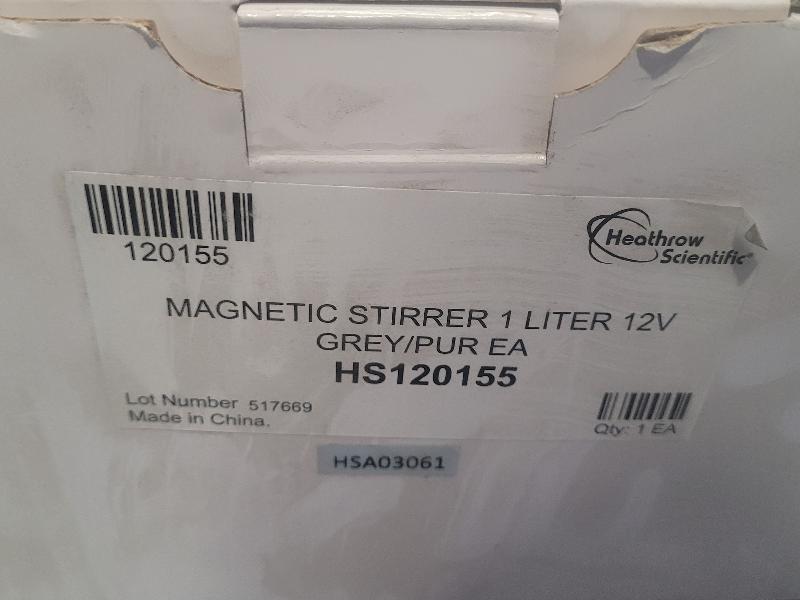 120155
Heathrow
Scientific®
MAGNETIC STIRRER 1 LITER 12V
GREY/PUR EA
HS120155
Lot Number 517669
Made in China.
Qty: 1 EA
HSA03061